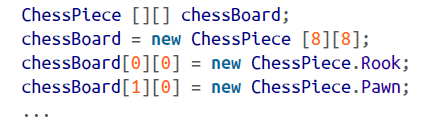 ChessPiece [][] chessBoard;
chessBoard = new ChessPiece [8][8];
chessBoard[0][0] = new ChessPiece.Rook;
chessBoard[1][0] = new ChessPiece.Pawn;
...